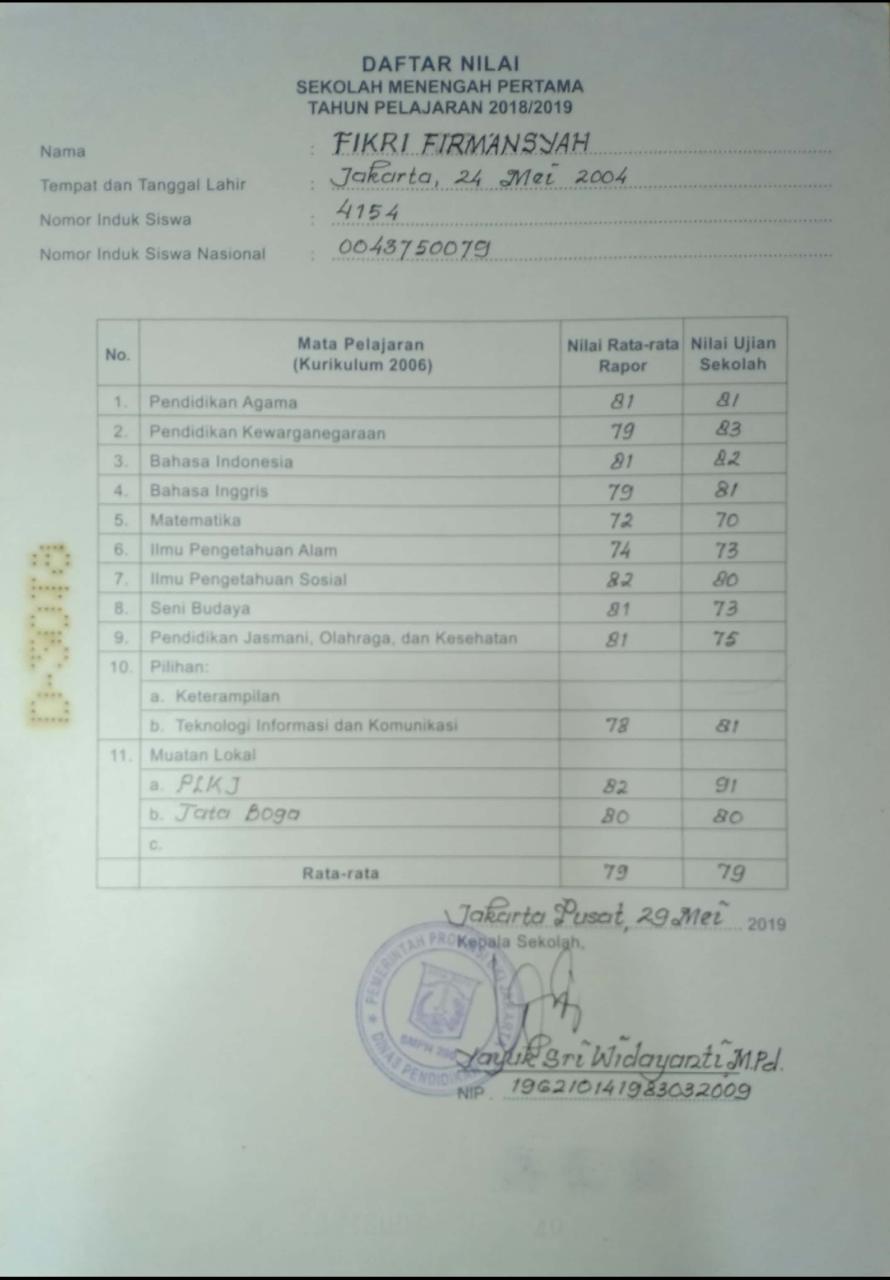 DAFTAR NILAI
SEKOLAH MENENGAH PERTAMA
TAHUN PELAJARAN 2018/2019
Nama : FIKRI FIRMANSYAH
Tempat dan Tanggal Lahir : Jakarta, 24 Mei 2004
Nomor Induk Siswa : 4154
Nomor Induk Siswa Nasional : 0043750079
No. Mata Pelajaran (Kurikulum 2006) Nilai Rata-rata Rapor Nilai Ujian Sekolah
1. Pendidikan Agama 81 81
2. Pendidikan Kewarganegaraan 79 83
3. Bahasa Indonesia 81 82
4. Bahasa Inggris 79 81
5. Matematika 72 70
6. Ilmu Pengetahuan Alam 74 73
7. Ilmu Pengetahuan Sosial 82 80
8. Seni Budaya 81 73
9. Pendidikan Jasmani, Olahraga, dan Kesehatan 81 75
10. Pilihan:
a. Keterampilan
b. Teknologi Informasi dan Komunikasi 78 81
11. Muatan Lokal
a. PLKJ 82 91
b. Tata Boga 80 80
c.
Rata-rata 79 79
Jakarta Pusat, 29 Mei 2019
Kepala Sekolah,
PEMERINTAH
DINAS PENDIDIKAN
Yayuk Sri Widayanti M.Pd.
NIP. 196210141983032009